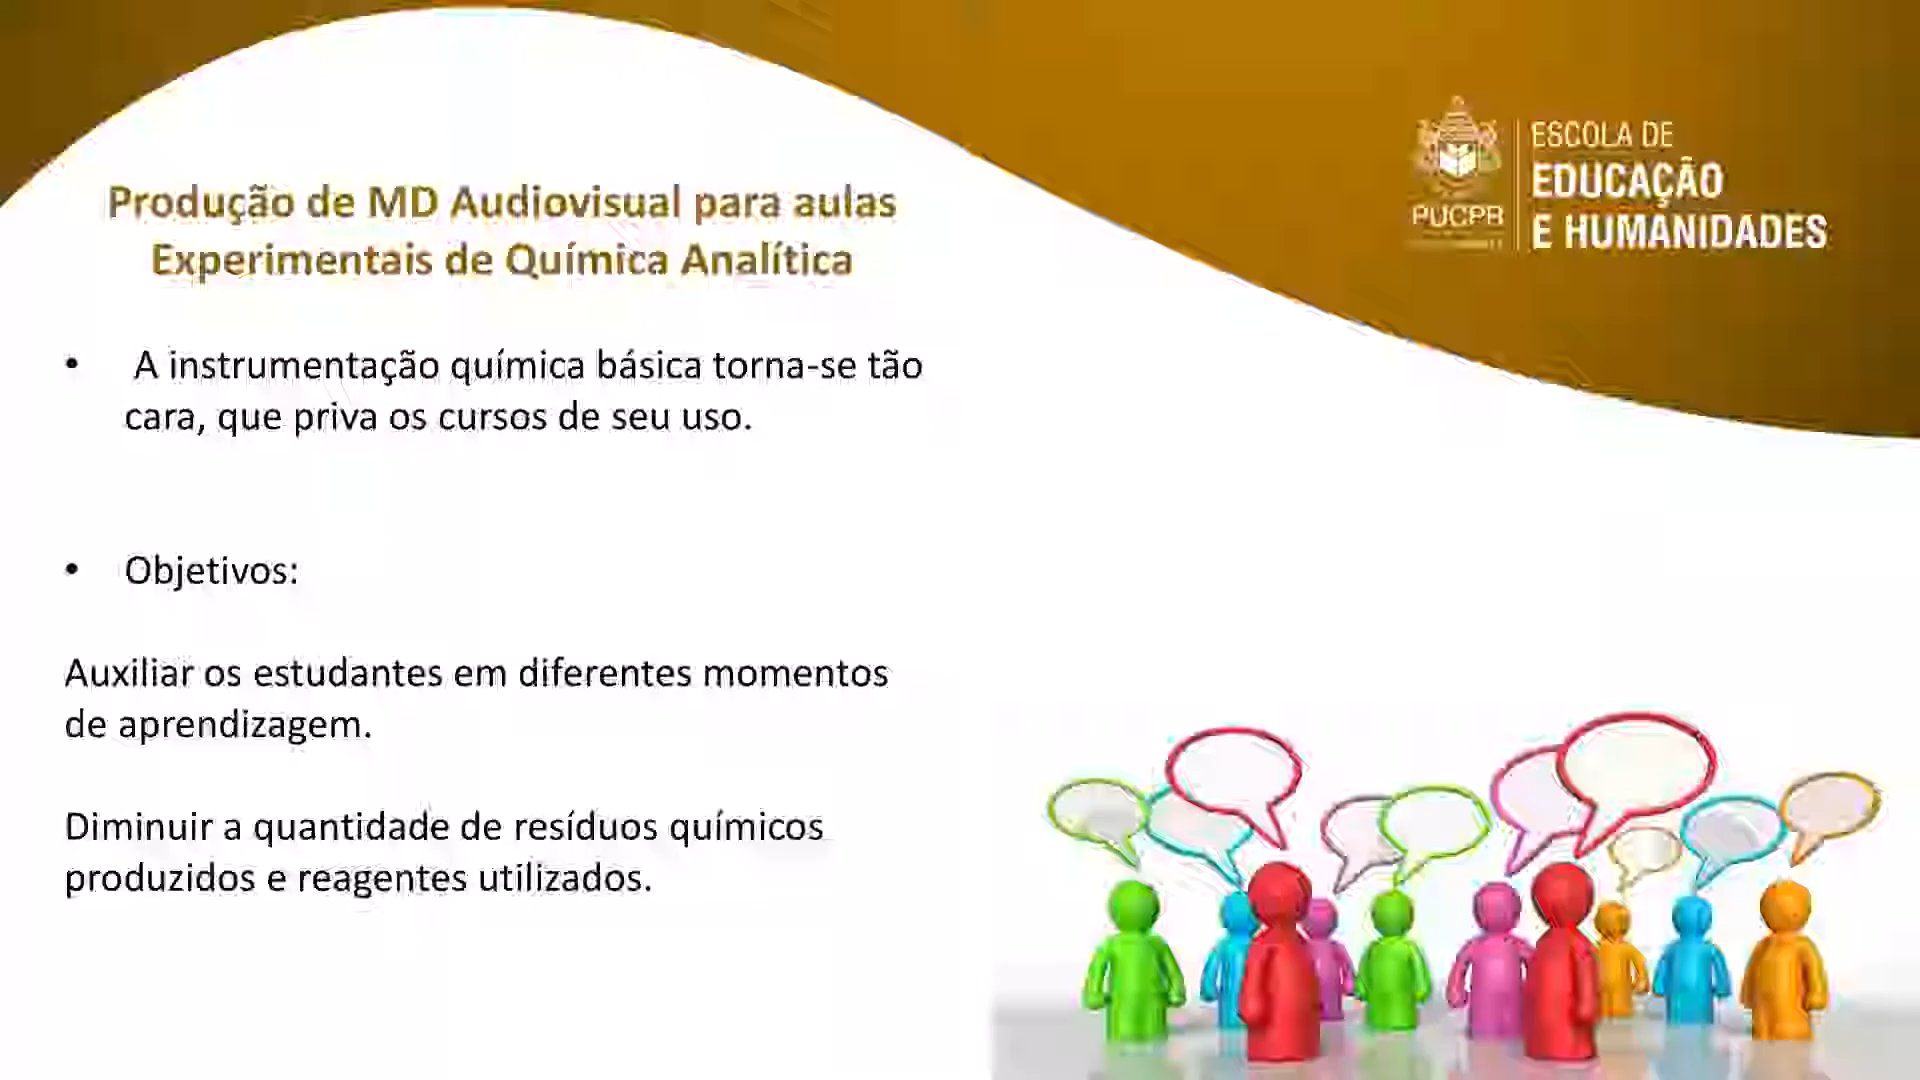 ESCOLA DE
EDUCAÇÃO
E HUMANIDADES
PUCPR
Produção de MD Audiovisual para aulas
Experimentais de Química Analítica
• A instrumentação química básica torna-se tão
cara, que priva os cursos de seu uso.
• Objetivos:
Auxiliar os estudantes em diferentes momentos
de aprendizagem.
Diminuir a quantidade de resíduos químicos
produzidos e reagentes utilizados.